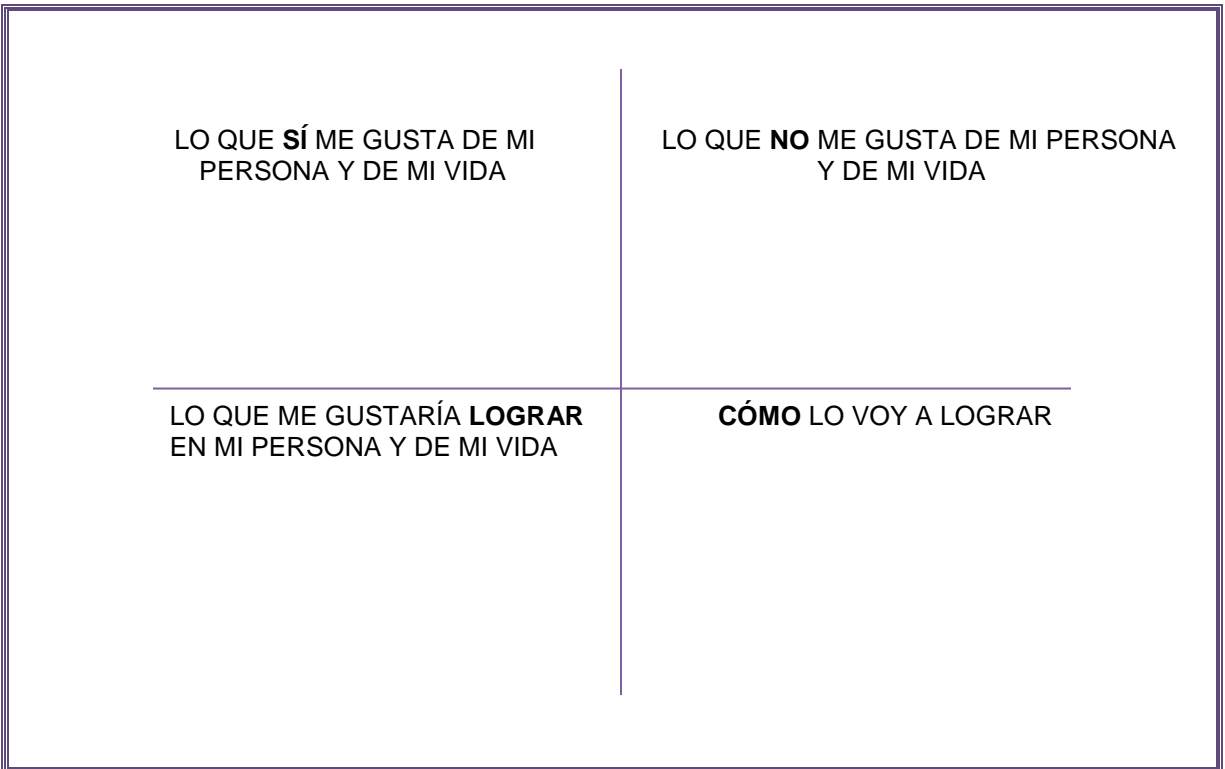 LO QUE SÍ ME GUSTA DE MI
PERSONA Y DE MI VIDA
LO QUE NO ME GUSTA DE MI PERSONA
Y DE MI VIDA
LO QUE ME GUSTARÍA LOGRAR
EN MI PERSONA Y DE MI VIDA
CÓMO LO VOY A LOGRAR